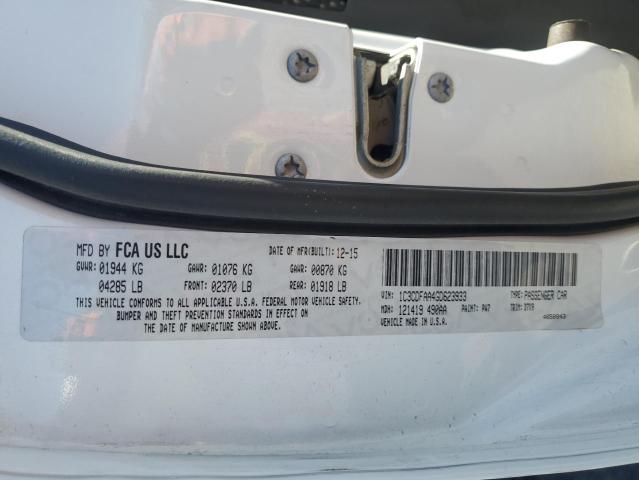 MFD BY FCA US LLC DATE OF MFR(BUILT): 12-15
GVWR: 01944 KG GAWR: 01076 KG GAWR: 00870 KG
04285 LB FRONT: 02370 LB REAR: 01918 LB
THIS VEHICLE CONFORMS TO ALL APPLICABLE U.S.A. FEDERAL MOTOR VEHICLE SAFETY,
BUMPER AND THEFT PREVENTION STANDARDS IN EFFECT ON
THE DATE OF MANUFACTURE SHOWN ABOVE.
VIN: 1C3CDFAA4GD623933 TYPE: PASSENGER CAR
MDH: 121419 490AA PAINT: PW7 TRIM:
VEHICLE MADE IN U.S.A.